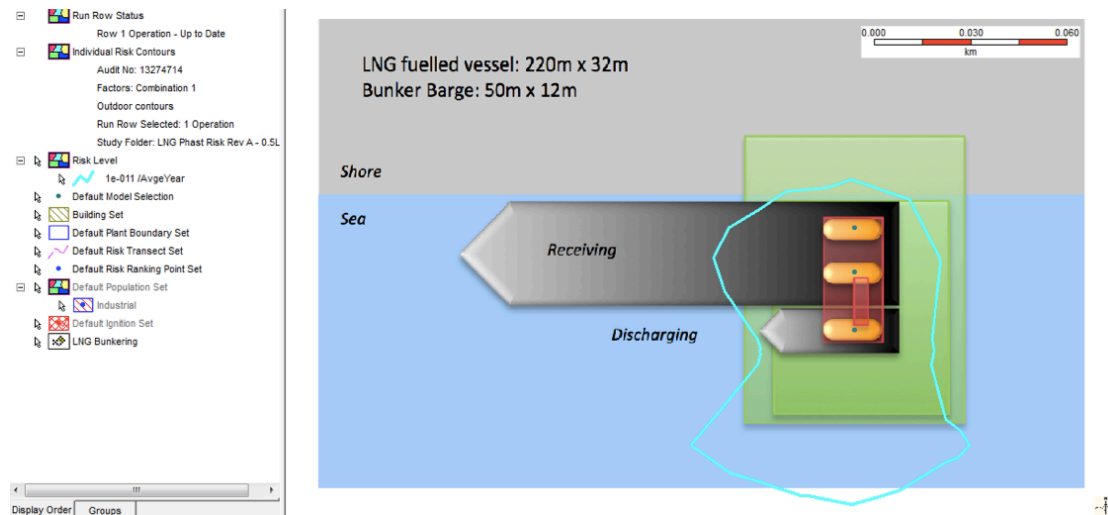 Run Row Status
Row 1 Operation - Up to Date
Individual Risk Contours
Audit No: 13274714
Factors: Combination 1
Outdoor contours
Run Row Selected: 1 Operation
Study Folder: LNG Phast Risk Rev A - 0.5L
Risk Level
1e-011 /AvgeYear
Default Model Selection
Building Set
Default Plant Boundary Set
Default Risk Transect Set
Default Risk Ranking Point Set
Default Population Set
Industrial
Default Ignition Set
LNG Bunkering
Display Order Groups
LNG fuelled vessel: 220m x 32m
Bunker Barge: 50m x 12m
0.000 0.030 0.060
km
Shore
Sea
Receiving
Discharging